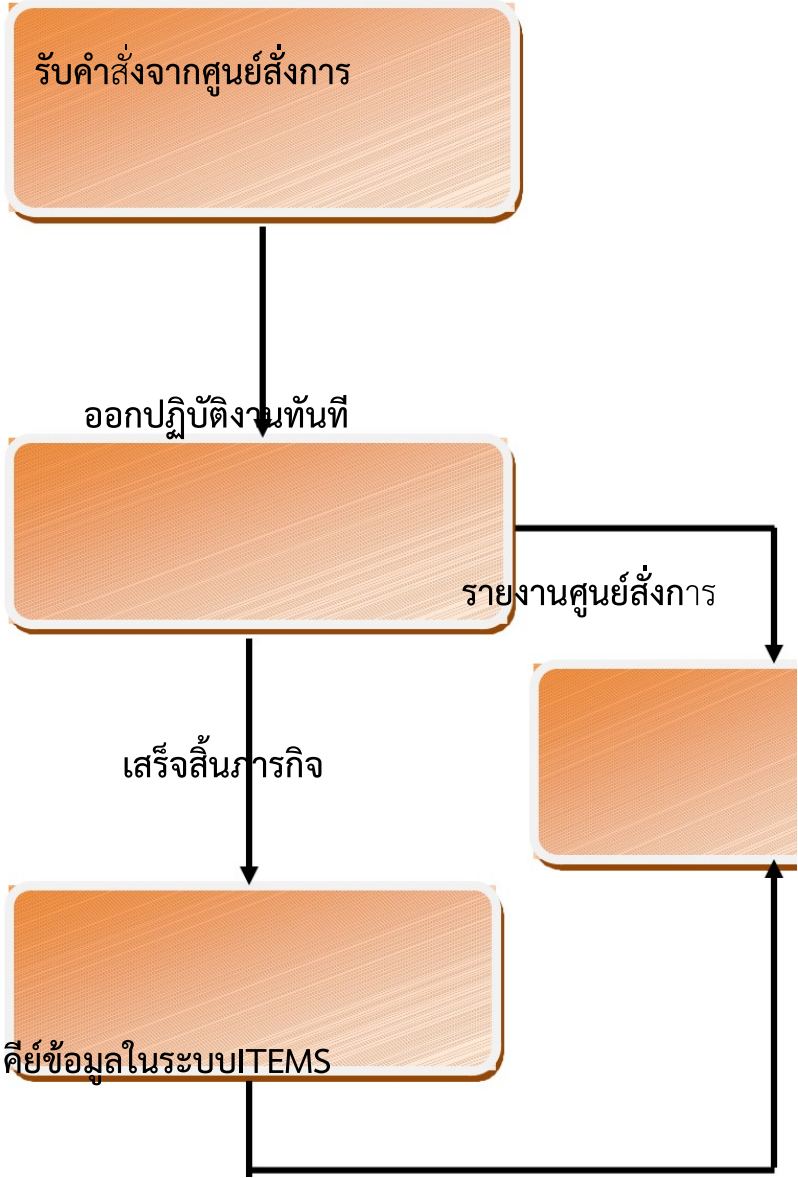 รับคำสั่งจากศูนย์สั่งการ
ออกปฏิบัติงานทันที
รายงานศูนย์สั่งการ
เสร็จสิ้นภารกิจ
คีย์ข้อมูลในระบบITEMS